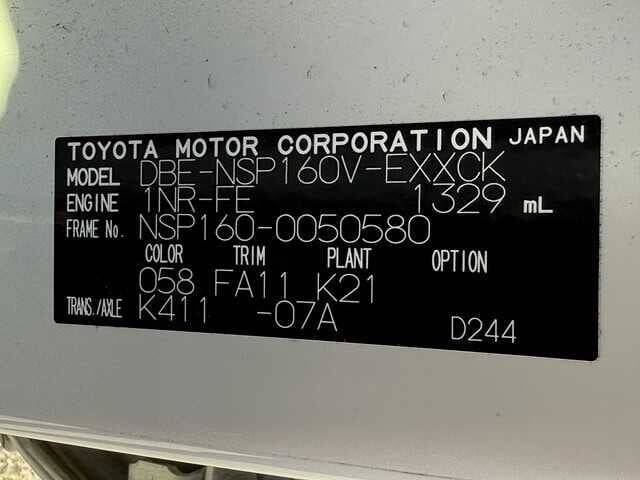 TOYOTA MOTOR CORPORATION JAPAN
MODEL DBE-NSP160V-EXXCK
ENGINE 1NR-FE 1329 mL
FRAME No. NSP160-0050580
COLOR TRIM PLANT OPTION
058 FA11 K21
TRANS./AXLE K411 -07A
D244